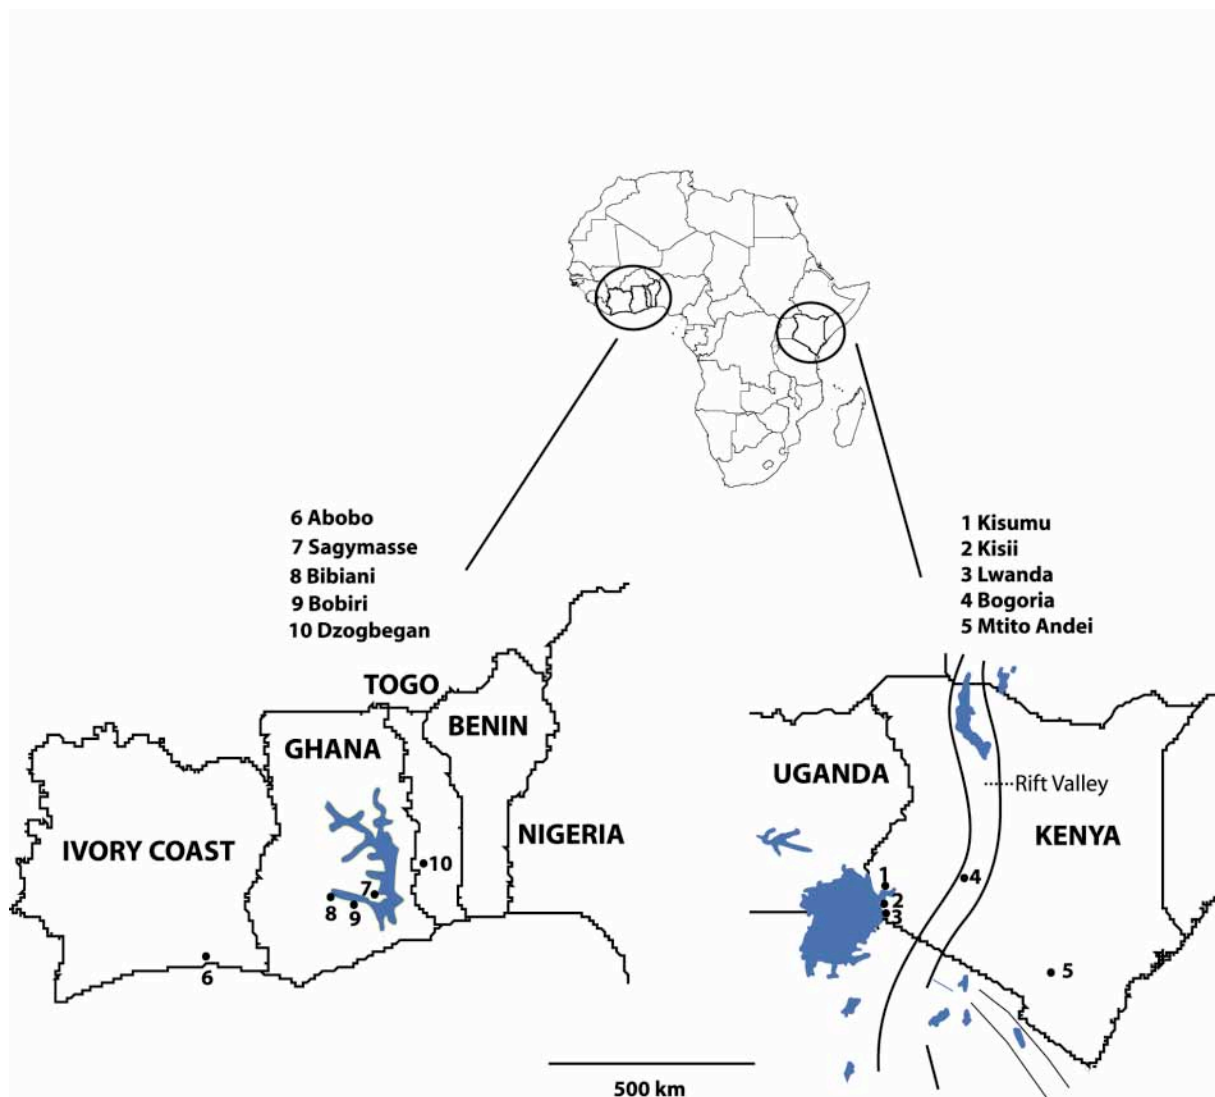 6 Abobo
7 Sagymasse
8 Bibiani
9 Bobiri
10 Dzogbegan
1 Kisumu
2 Kisii
3 Lwanda
4 Bogoria
5 Mtito Andei
TOGO
BENIN
GHANA
IVORY COAST
NIGERIA
10
7
8
9
6
UGANDA
Rift Valley
KENYA
1
2
3
4
5
500 km